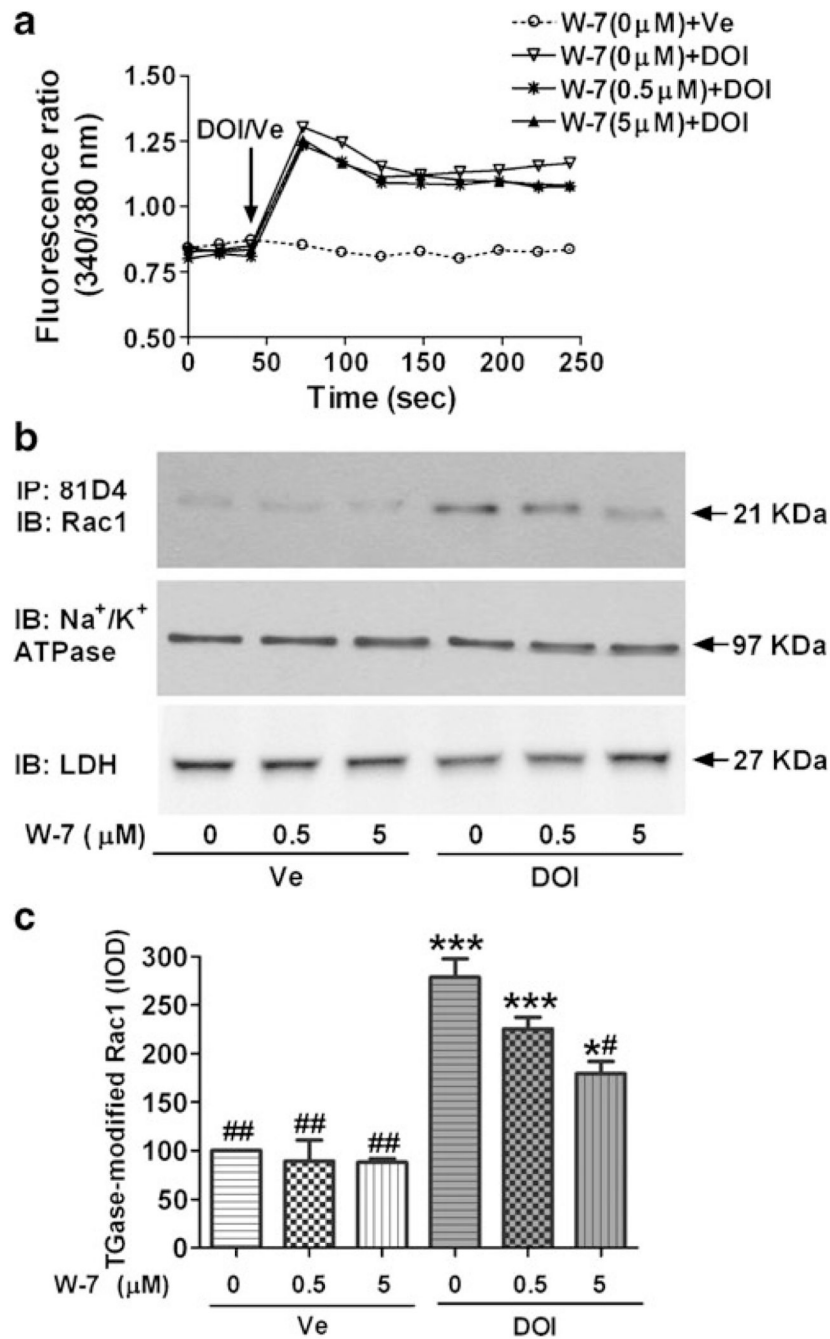 a
W-7(0μM)+Ve
W-7(0μM)+DOI
W-7(0.5μM)+DOI
W-7(5μM)+DOI
DOI/Ve
Fluorescence ratio
(340/380 nm)
1.50
1.25
1.00
0.75
0.50
0 50 100 150 200 250
Time (sec)
b
IP: 81D4
IB: Rac1
21 KDa
IB: Na⁺/K⁺
ATPase
97 KDa
IB: LDH
27 KDa
W-7 ( μM) 0 0.5 5 0 0.5 5
Ve DOI
c
TGase-modified Rac1 (IOD)
300
250
200
150
100
50
0
## ## ## *** *** *#
W-7 (μM) 0 0.5 5 0 0.5 5
Ve DOI